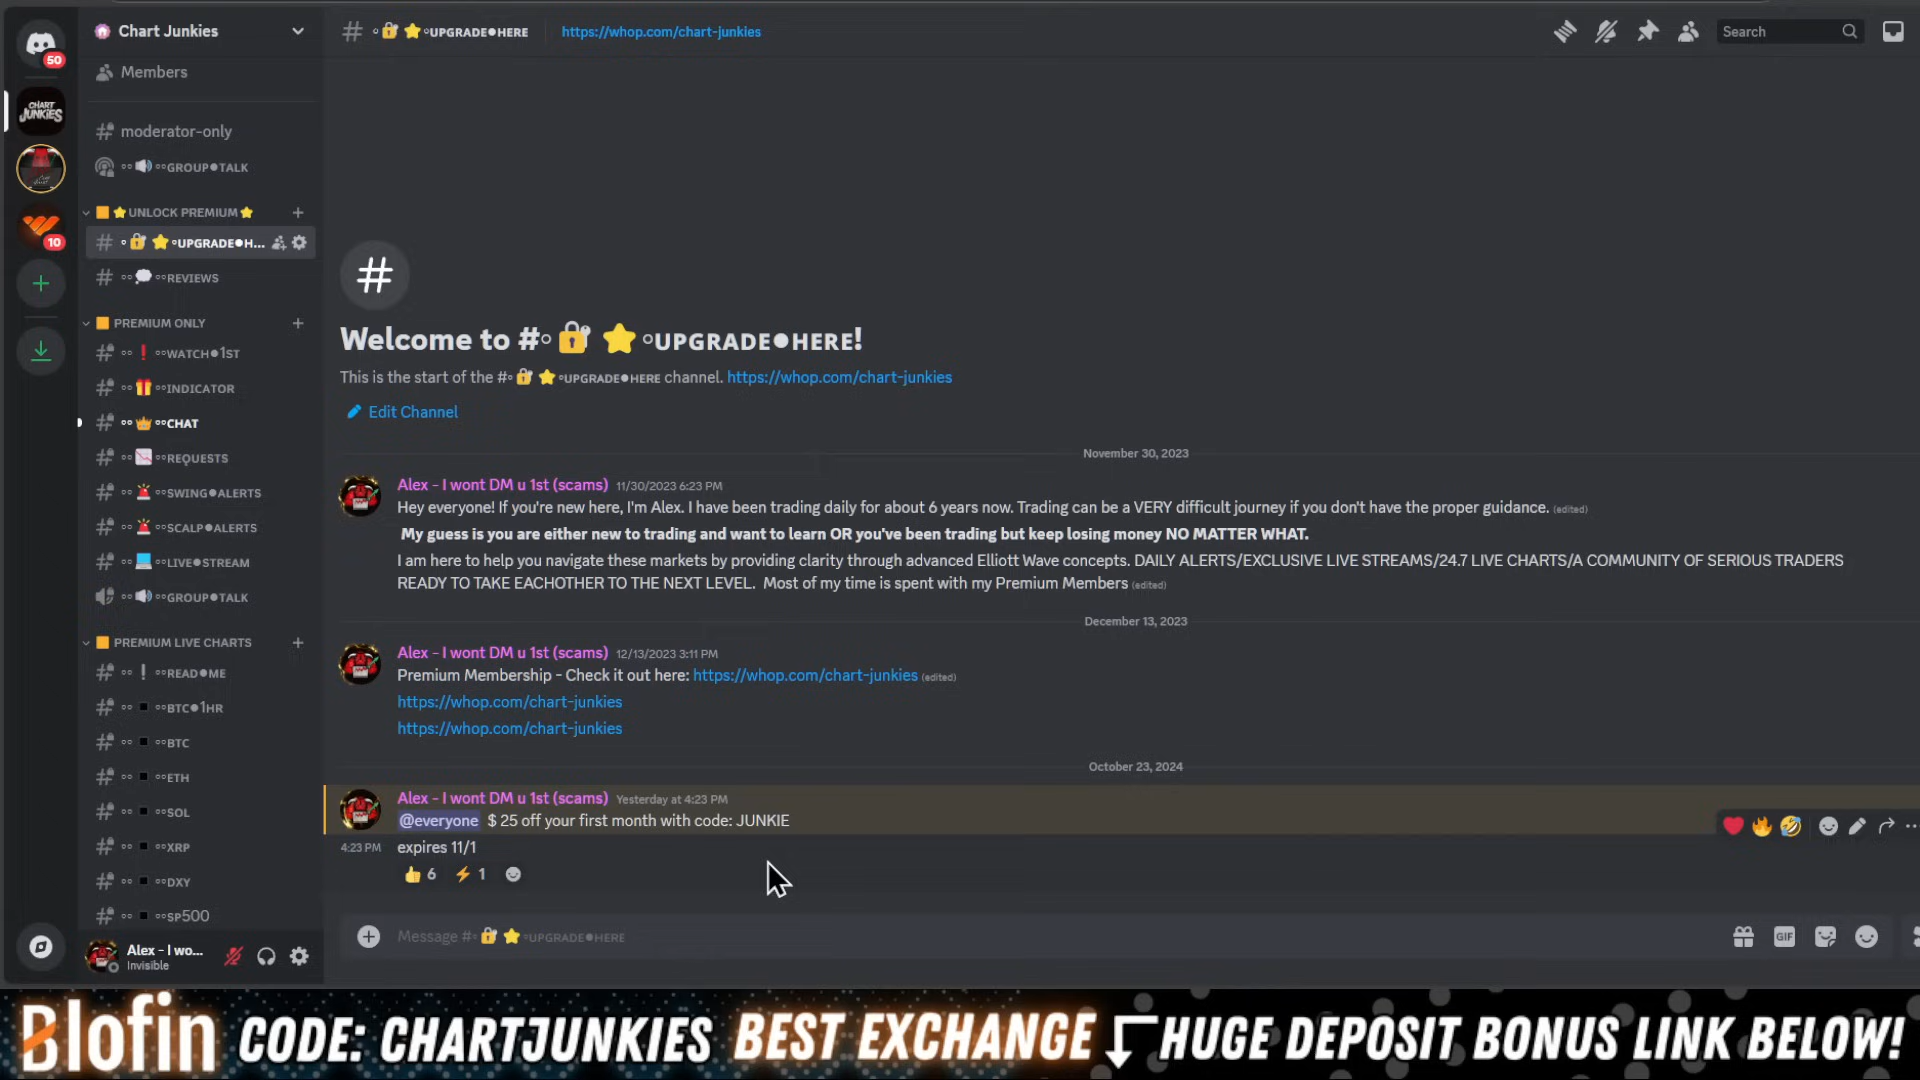 50
CHART JUNKIES
10
Chart Junkies
Members
moderator-only
GROUP●TALK
⭐UNLOCK PREMIUM⭐
◦🔐⭐◦UPGRADE●H...
◦◦💭◦◦REVIEWS
PREMIUM ONLY
◦◦❗◦◦WATCH●1ST
◦◦🎁◦◦INDICATOR
◦◦👑◦◦CHAT
◦◦📉◦◦REQUESTS
◦◦🚨◦◦SWING●ALERTS
◦◦🚨◦◦SCALP●ALERTS
◦◦💻◦◦LIVE●STREAM
◦◦🔊◦◦GROUP●TALK
PREMIUM LIVE CHARTS
◦◦❕◦◦READ●ME
◦◦▪◦◦BTC●1HR
◦◦▪◦◦BTC
◦◦▪◦◦ETH
◦◦▪◦◦SOL
◦◦▪◦◦XRP
◦◦▪◦◦DXY
◦◦▪◦◦SP500
Alex - I wo...
Invisible
# ◦🔐⭐◦UPGRADE●HERE https://whop.com/chart-junkies
Search
Welcome to #◦🔐⭐◦UPGRADE●HERE!
This is the start of the #◦🔐⭐◦UPGRADE●HERE channel. https://whop.com/chart-junkies
Edit Channel
November 30, 2023
Alex - I wont DM u 1st (scams) 11/30/2023 6:23 PM
Hey everyone! If you're new here, I'm Alex. I have been trading daily for about 6 years now. Trading can be a VERY difficult journey if you don't have the proper guidance. (edited)
My guess is you are either new to trading and want to learn OR you've been trading but keep losing money NO MATTER WHAT.
I am here to help you navigate these markets by providing clarity through advanced Elliott Wave concepts. DAILY ALERTS/EXCLUSIVE LIVE STREAMS/24.7 LIVE CHARTS/A COMMUNITY OF SERIOUS TRADERS
READY TO TAKE EACHOTHER TO THE NEXT LEVEL. Most of my time is spent with my Premium Members (edited)
December 13, 2023
Alex - I wont DM u 1st (scams) 12/13/2023 3:11 PM
Premium Membership - Check it out here: https://whop.com/chart-junkies (edited)
https://whop.com/chart-junkies
https://whop.com/chart-junkies
October 23, 2024
Alex - I wont DM u 1st (scams) Yesterday at 4:23 PM
@everyone $ 25 off your first month with code: JUNKIE
4:23 PM expires 11/1
👍 6 ⚡ 1
Message #◦🔐⭐◦UPGRADE●HERE
GIF
Blofin CODE: CHARTJUNKIES BEST EXCHANGE HUGE DEPOSIT BONUS LINK BELOW!